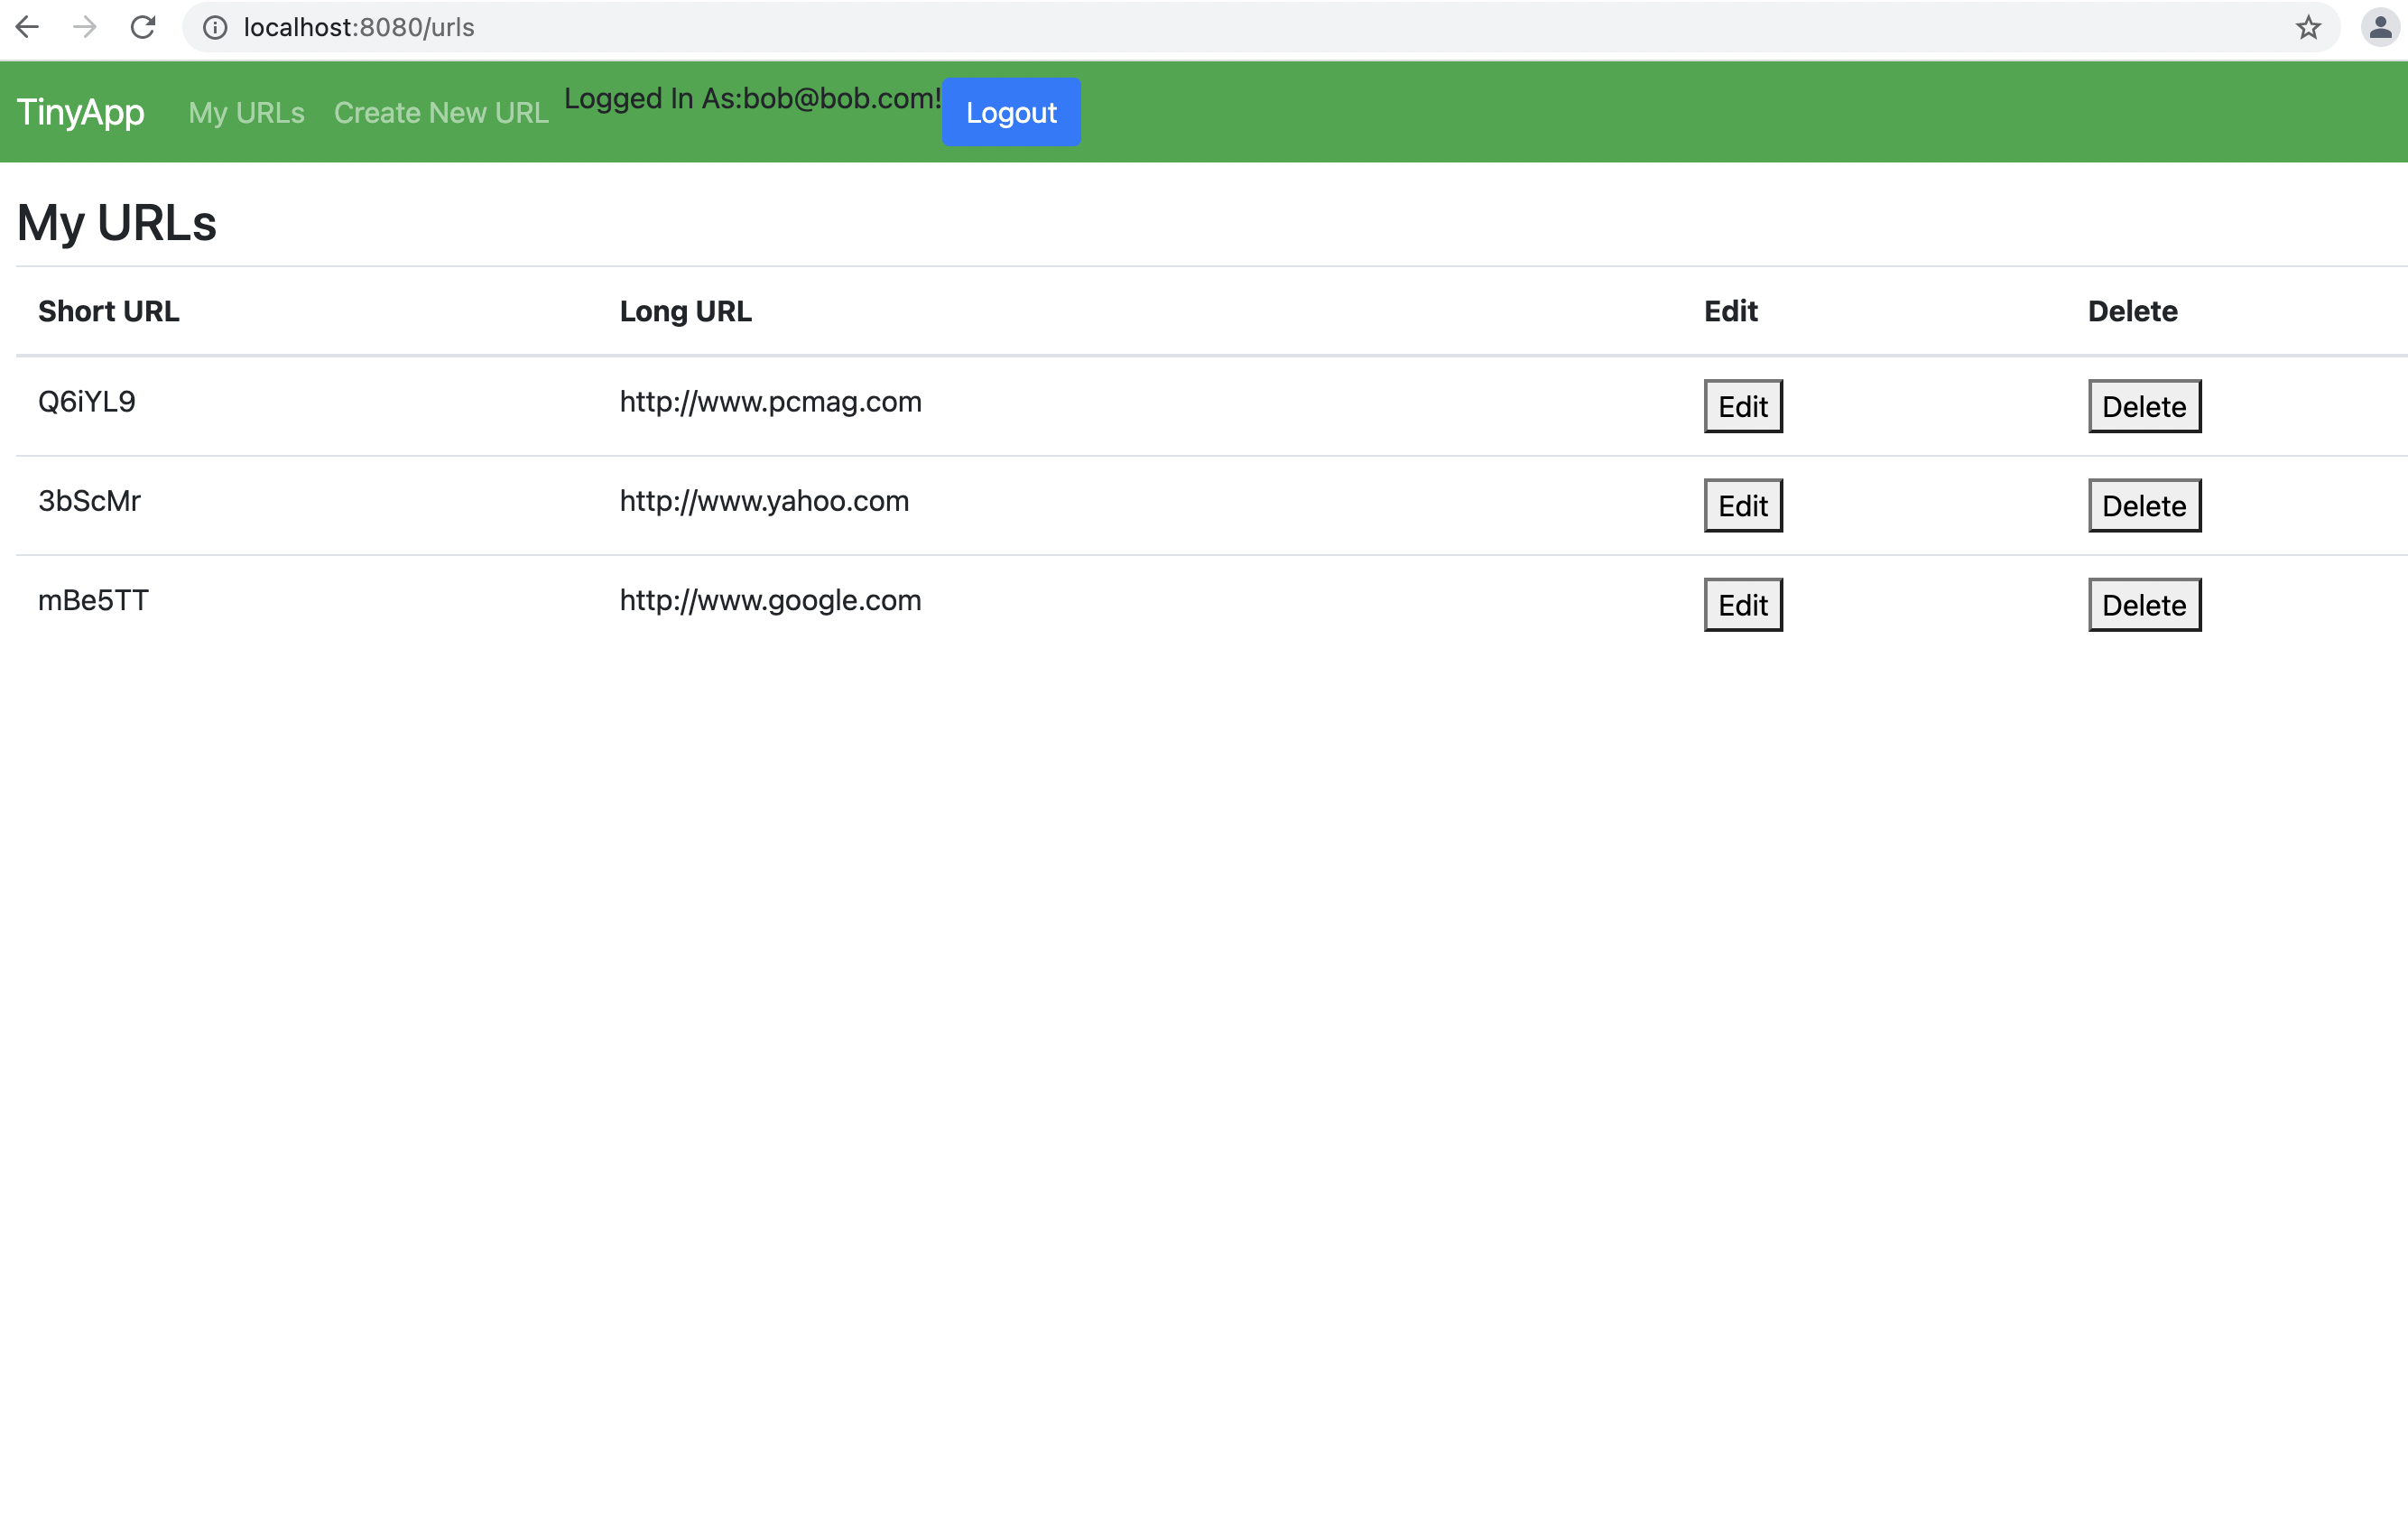 localhost:8080/urls
TinyApp My URLs Create New URL Logged In As:bob@bob.com! Logout
My URLs
Short URL Long URL Edit Delete
Q6iYL9 http://www.pcmag.com Edit Delete
3bScMr http://www.yahoo.com Edit Delete
mBe5TT http://www.google.com Edit Delete